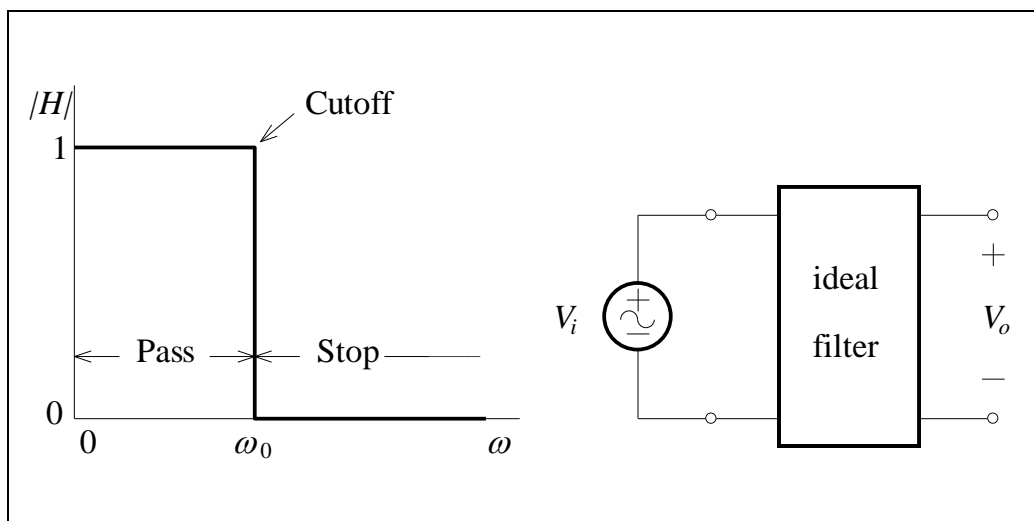 |H|
Cutoff
1
Pass
Stop
0
0
ω0
ω
Vi
+
−
ideal
filter
+
Vo
−